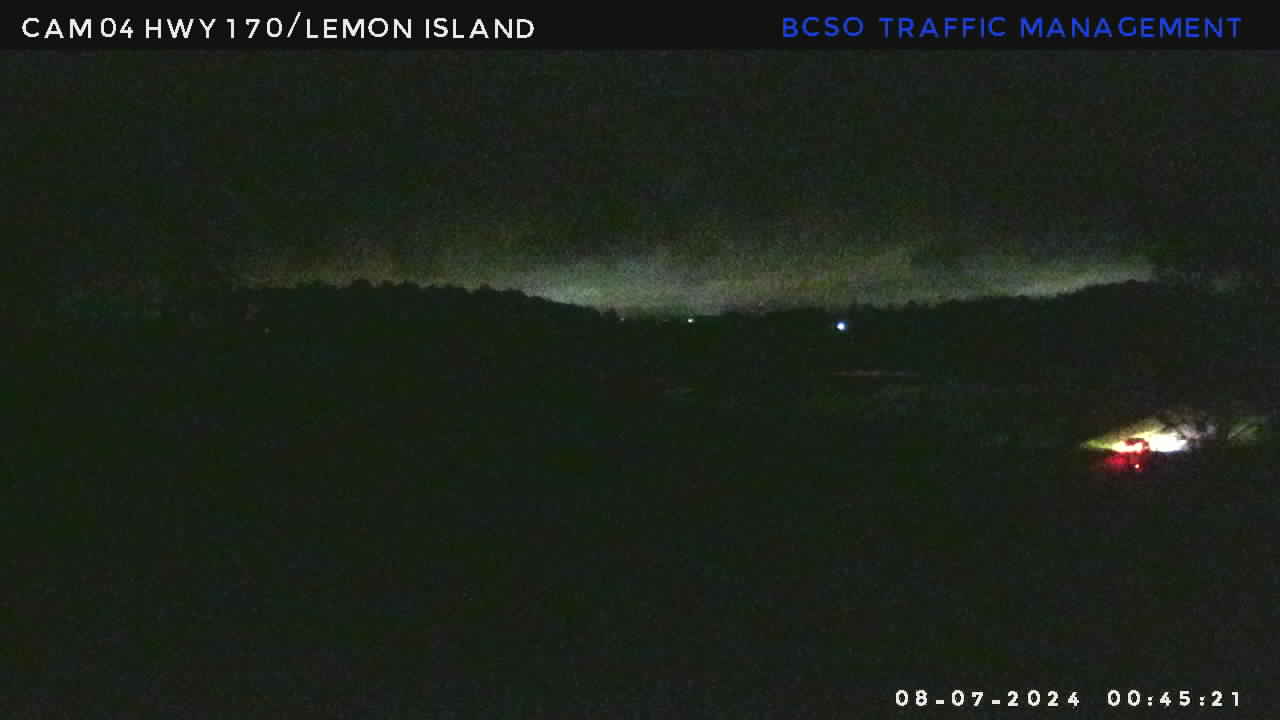 CAM04 HWY 170/LEMON ISLAND
BCSO TRAFFIC MANAGEMENT
08-07-2024 00:45:21